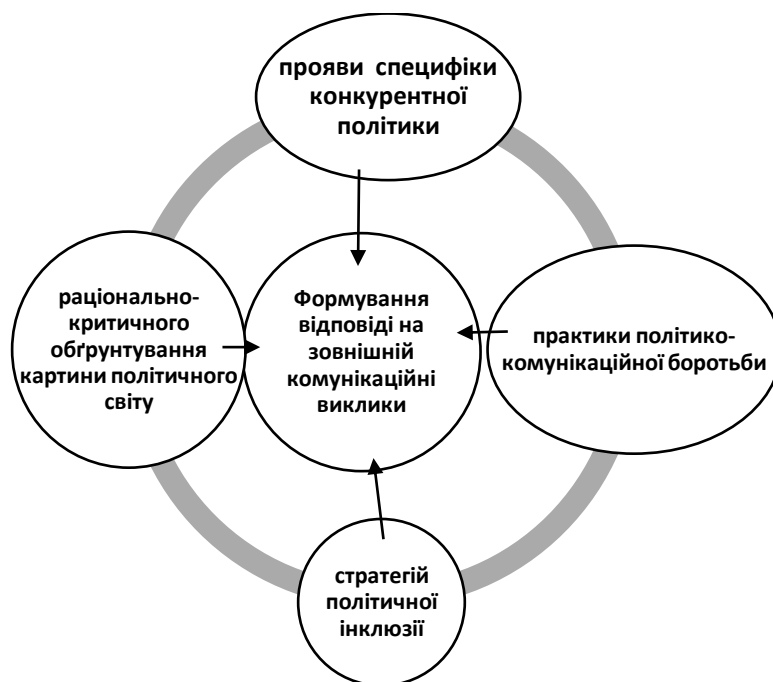 прояви специфіки
конкурентної
політики
раціонально-
критичного
обґрунтування
картини політичного
світу
Формування
відповіді на
зовнішній
комунікаційні
виклики
практики політико-
комунікаційної боротьби
стратегій
політичної
інклюзії